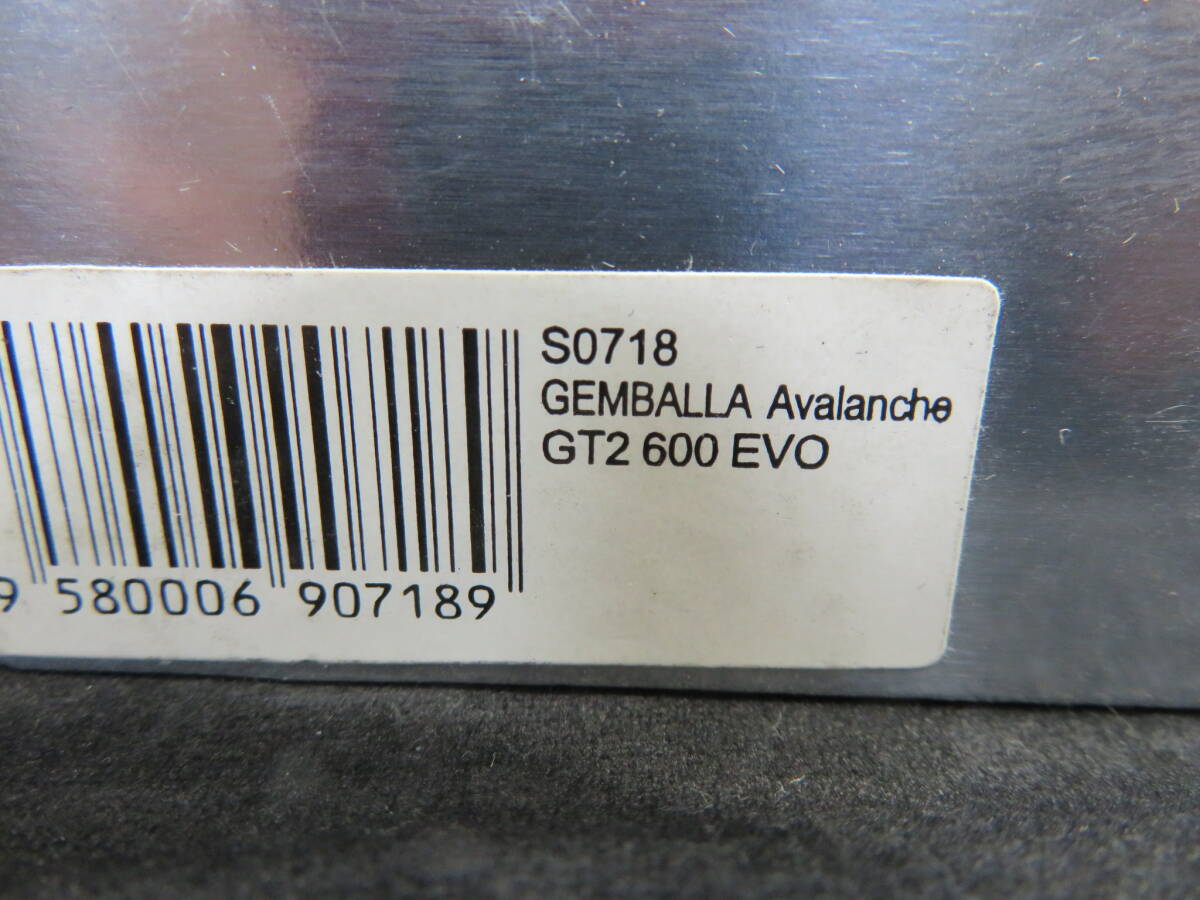 S0718
GEMBALLA Avalanche
GT2 600 EVO
9 580006 907189